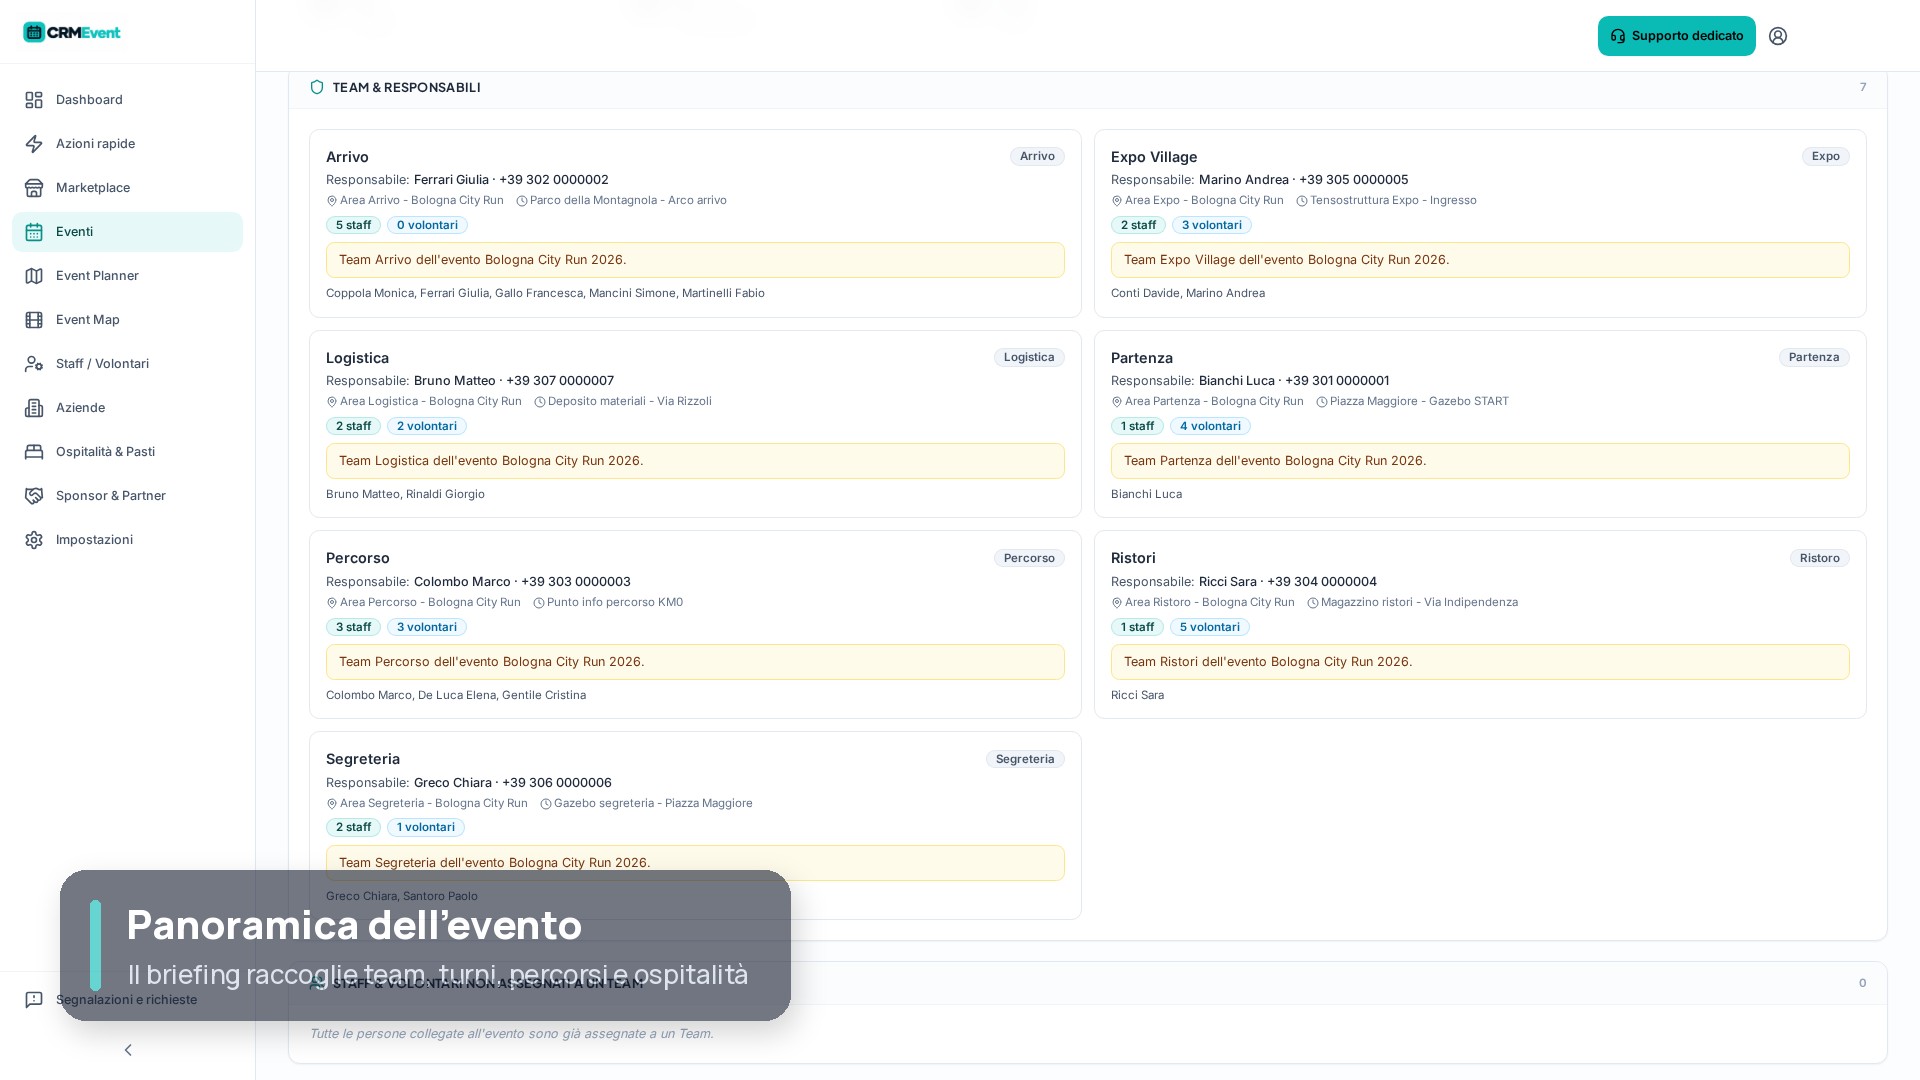 CRMEvent
Supporto dedicato
Dashboard
Azioni rapide
Marketplace
Eventi
Event Planner
Event Map
Staff / Volontari
Aziende
Ospitalità & Pasti
Sponsor & Partner
Impostazioni
Segnalazioni e richieste
TEAM & RESPONSABILI 7
Arrivo Arrivo
Responsabile: Ferrari Giulia · +39 302 0000002
Area Arrivo - Bologna City Run Parco della Montagnola - Arco arrivo
5 staff 0 volontari
Team Arrivo dell'evento Bologna City Run 2026.
Coppola Monica, Ferrari Giulia, Gallo Francesca, Mancini Simone, Martinelli Fabio
Expo Village Expo
Responsabile: Marino Andrea · +39 305 0000005
Area Expo - Bologna City Run Tensostruttura Expo - Ingresso
2 staff 3 volontari
Team Expo Village dell'evento Bologna City Run 2026.
Conti Davide, Marino Andrea
Logistica Logistica
Responsabile: Bruno Matteo · +39 307 0000007
Area Logistica - Bologna City Run Deposito materiali - Via Rizzoli
2 staff 2 volontari
Team Logistica dell'evento Bologna City Run 2026.
Bruno Matteo, Rinaldi Giorgio
Partenza Partenza
Responsabile: Bianchi Luca · +39 301 0000001
Area Partenza - Bologna City Run Piazza Maggiore - Gazebo START
1 staff 4 volontari
Team Partenza dell'evento Bologna City Run 2026.
Bianchi Luca
Percorso Percorso
Responsabile: Colombo Marco · +39 303 0000003
Area Percorso - Bologna City Run Punto info percorso KM0
3 staff 3 volontari
Team Percorso dell'evento Bologna City Run 2026.
Colombo Marco, De Luca Elena, Gentile Cristina
Ristori Ristoro
Responsabile: Ricci Sara · +39 304 0000004
Area Ristoro - Bologna City Run Magazzino ristori - Via Indipendenza
1 staff 5 volontari
Team Ristori dell'evento Bologna City Run 2026.
Ricci Sara
Segreteria Segreteria
Responsabile: Greco Chiara · +39 306 0000006
Area Segreteria - Bologna City Run Gazebo segreteria - Piazza Maggiore
2 staff 1 volontari
Team Segreteria dell'evento Bologna City Run 2026.
Greco Chiara, Santoro Paolo
Panoramica dell’evento
Il briefing raccoglie team, turni, percorsi e ospitalità
STAFF & VOLONTARI NON ASSEGNATI A UN TEAM 0
Tutte le persone collegate all'evento sono già assegnate a un Team.